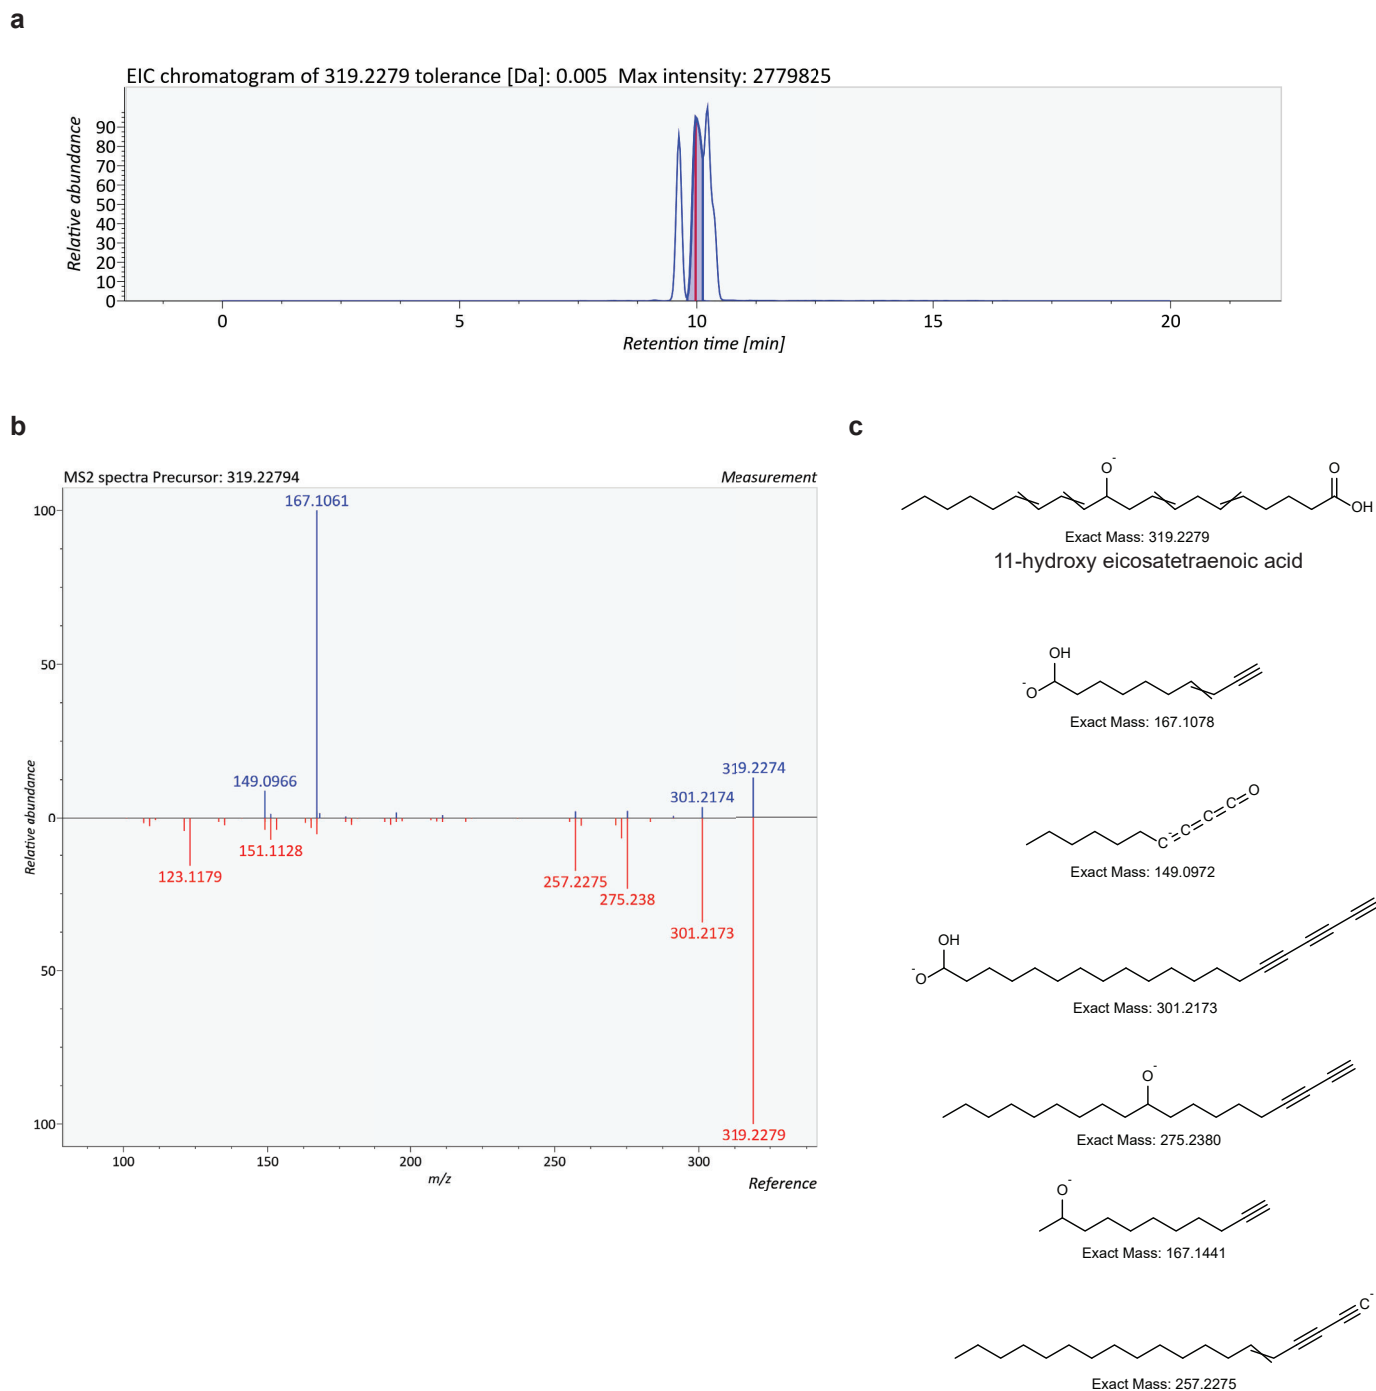 a
EIC chromatogram of 319.2279 tolerance [Da]: 0.005 Max intensity: 2779825
Relative abundance
90
80
70
60
50
40
30
20
10
0
0 5 10 15 20
Retention time [min]
b
MS2 spectra Precursor: 319.22794 Measurement
167.1061
100
50
149.0966
319.2274
301.2174
0
Relative abundance
151.1128
123.1179
257.2275
275.238
301.2173
50
100
319.2279
100 150 200 250 300
m/z
Reference
c
O-
O
OH
Exact Mass: 319.2279
11-hydroxy eicosatetraenoic acid
OH
-O
Exact Mass: 167.1078
O
C
C
C
C-
Exact Mass: 149.0972
OH
-O
Exact Mass: 301.2173
O-
Exact Mass: 275.2380
O-
Exact Mass: 167.1441
C-
Exact Mass: 257.2275